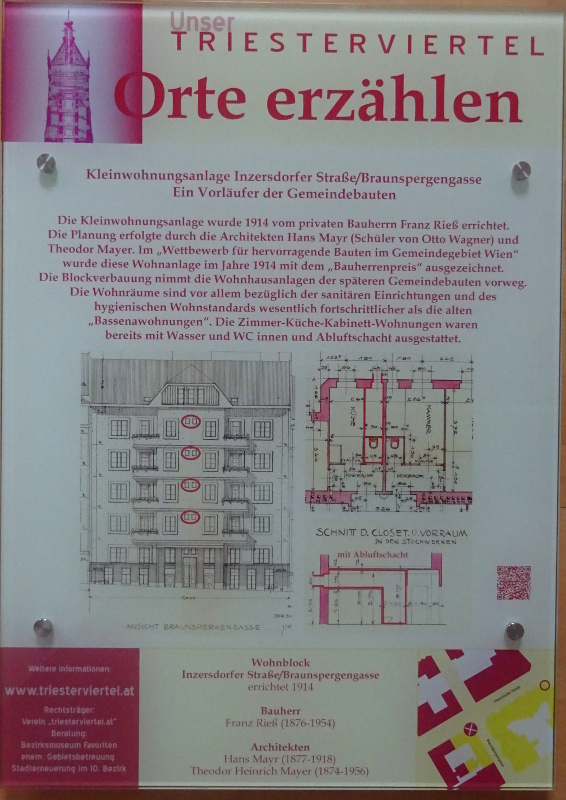 Unser
TRIESTERVIERTEL
Orte erzählen
Kleinwohnungsanlage Inzersdorfer Straße/Braunspergengasse
Ein Vorläufer der Gemeindebauten
Die Kleinwohnungsanlage wurde 1914 vom privaten Bauherrn Franz Rieß errichtet.
Die Planung erfolgte durch die Architekten Hans Mayr (Schüler von Otto Wagner) und
Theodor Mayer. Im „Wettbewerb für hervorragende Bauten im Gemeindegebiet Wien“
wurde diese Wohnanlage im Jahre 1914 mit dem „Bauherrenpreis“ ausgezeichnet.
Die Blockverbauung nimmt die Wohnhausanlagen der späteren Gemeindebauten vorweg.
Die Wohnräume sind vor allem bezüglich der sanitären Einrichtungen und des
hygienischen Wohnstandards wesentlich fortschrittlicher als die alten
„Bassenawohnungen“. Die Zimmer-Küche-Kabinett-Wohnungen waren
bereits mit Wasser und WC innen und Abluftschacht ausgestattet.
KÜCHE
KAMMER
VORRAUM
VORRAUM
SCHNITT D. CLOSET. U. VORRAUM
IN DEN STOCKWERKEN
mit Abluftschacht
ANSICHT BRAUNSPERGENGASSE
Weitere Informationen:
www.triesterviertel.at
Rechtsträger:
Verein „triesterviertel.at“
Beratung:
Bezirksmuseum Favoriten
ehem. Gebietsbetreuung
Stadterneuerung im 10. Bezirk
Wohnblock
Inzersdorfer Straße/Braunspergengasse
errichtet 1914
Bauherr
Franz Rieß (1876-1954)
Architekten
Hans Mayr (1877-1918)
Theodor Heinrich Mayer (1874-1956)